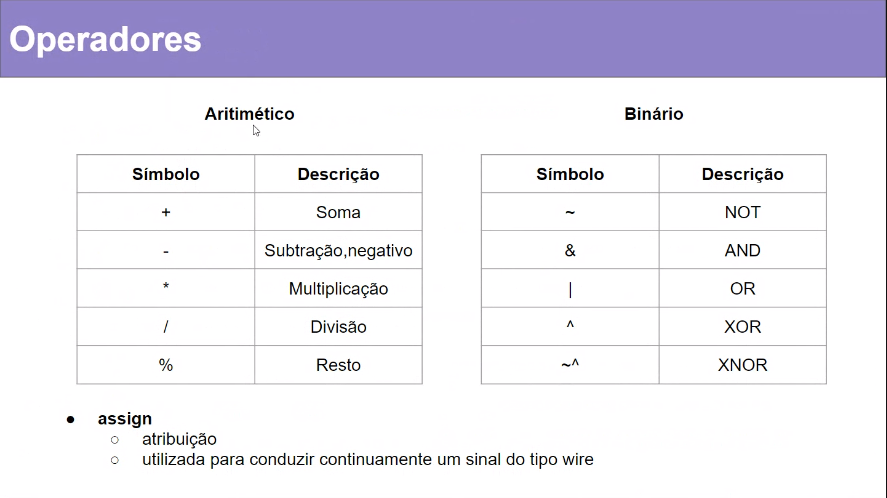 Operadores
Aritimético
Símbolo Descrição
+ Soma
- Subtração,negativo
* Multiplicação
/ Divisão
% Resto
Binário
Símbolo Descrição
~ NOT
& AND
| OR
^ XOR
~^ XNOR
● assign
○ atribuição
○ utilizada para conduzir continuamente um sinal do tipo wire